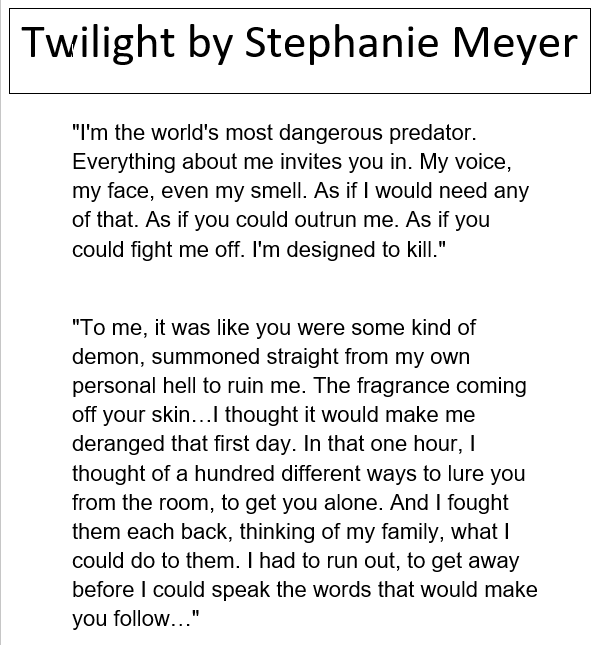 Twilight by Stephanie Meyer
"I'm the world's most dangerous predator.
Everything about me invites you in. My voice,
my face, even my smell. As if I would need any
of that. As if you could outrun me. As if you
could fight me off. I'm designed to kill."
"To me, it was like you were some kind of
demon, summoned straight from my own
personal hell to ruin me. The fragrance coming
off your skin…I thought it would make me
deranged that first day. In that one hour, I
thought of a hundred different ways to lure you
from the room, to get you alone. And I fought
them each back, thinking of my family, what I
could do to them. I had to run out, to get away
before I could speak the words that would make
you follow…"